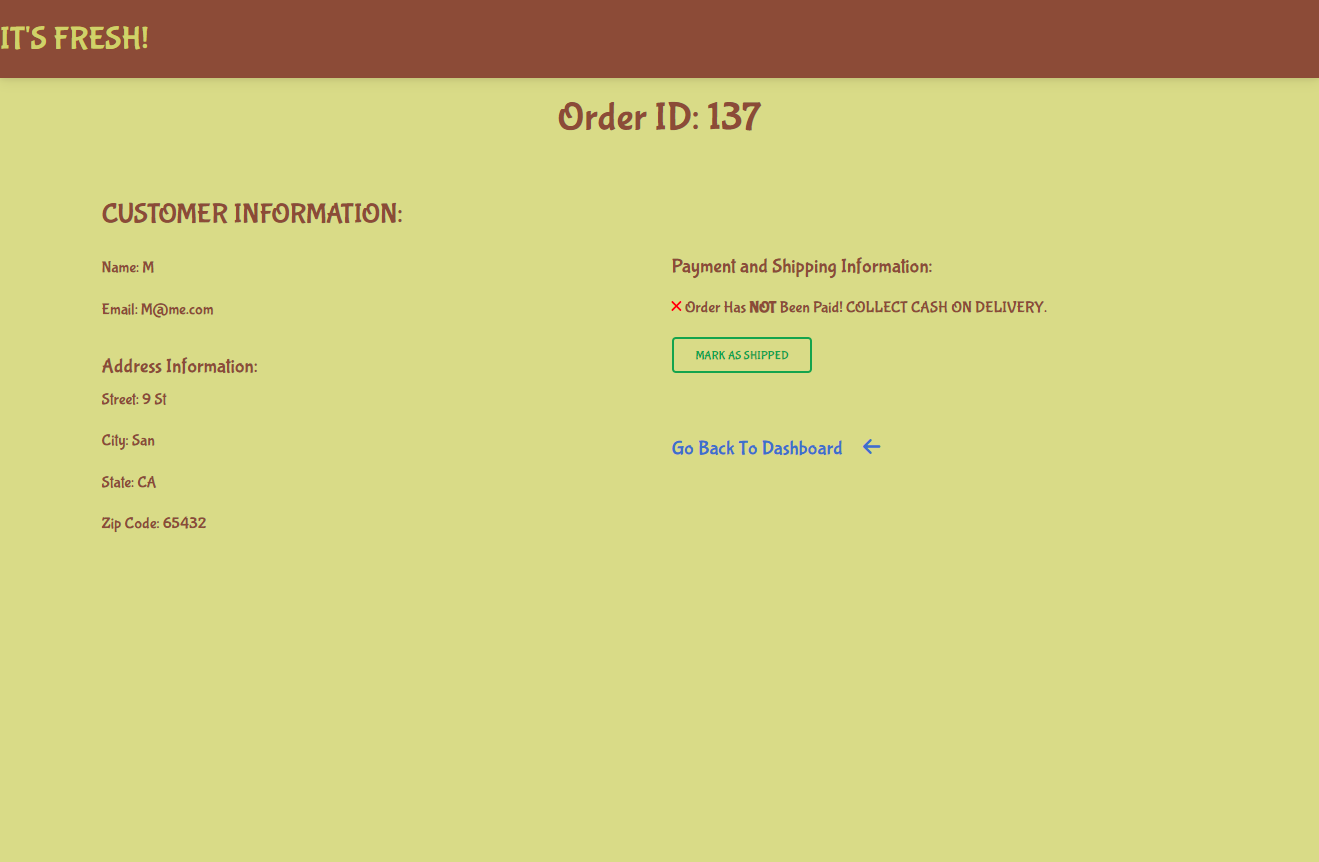 IT'S FRESH!
Order ID: 137
CUSTOMER INFORMATION:
Name: M
Email: M@me.com
Address Information:
Street: 9 St
City: San
State: CA
Zip Code: 65432
Payment and Shipping Information:
Order Has NOT Been Paid! COLLECT CASH ON DELIVERY.
MARK AS SHIPPED
Go Back To Dashboard